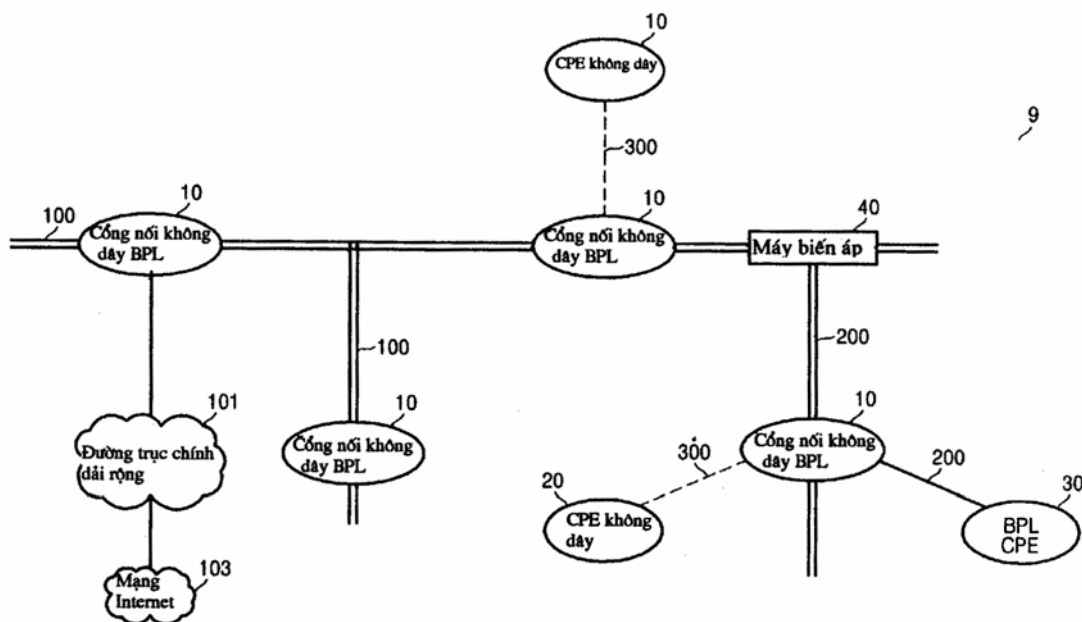 10
CPE không dây
9
300
10
10
100
Cổng nối không
dây BPL
Cổng nối không
dây BPL
40
Máy biến áp
100
200
101
10
10
Đường trục chính
dải rộng
Cổng nối không
dây BPL
Cổng nối không
dây BPL
300
200
20
30
CPE không
dây
BPL
CPE
103
Mạng
Internet